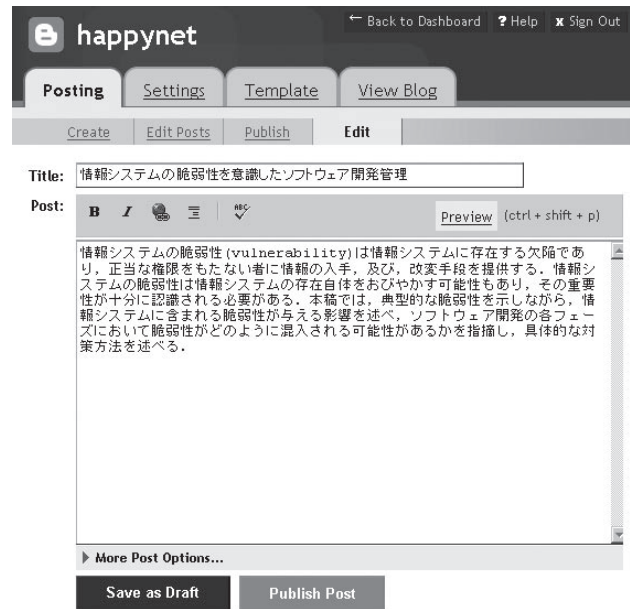 ← Back to Dashboard ? Help x Sign Out
happynet
Posting Settings Template View Blog
Create Edit Posts Publish Edit
Title: 情報システムの脆弱性を意識したソフトウェア開発管理
Post: B I ABC Preview (ctrl + shift + p)
情報システムの脆弱性(vulnerability)は情報システムに存在する欠陥であ
り，正当な権限をもたない者に情報の入手，及び，改変手段を提供する．情報シ
ステムの脆弱性は情報システムの存在自体をおびやかす可能性もあり，その重要
性が十分に認識される必要がある．本稿では，典型的な脆弱性を示しながら，情
報システムに含まれる脆弱性が与える影響を述べ，ソフトウェア開発の各フェー
ズにおいて脆弱性がどのように混入される可能性があるかを指摘し，具体的な対
策方法を述べる．
More Post Options...
Save as Draft Publish Post